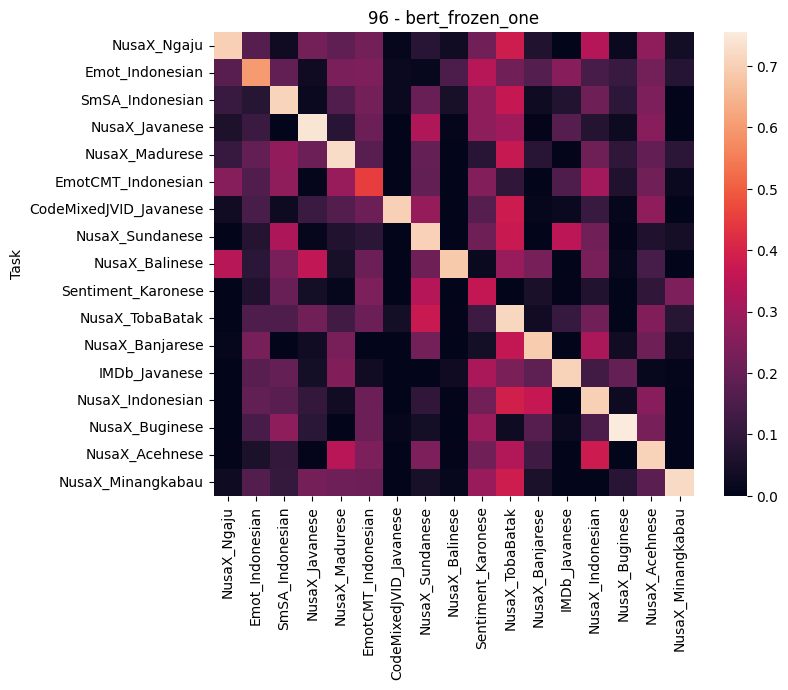 96 - bert_frozen_one
Task
NusaX_Ngaju
Emot_Indonesian
SmSA_Indonesian
NusaX_Javanese
NusaX_Madurese
EmotCMT_Indonesian
CodeMixedJVID_Javanese
NusaX_Sundanese
NusaX_Balinese
Sentiment_Karonese
NusaX_TobaBatak
NusaX_Banjarese
IMDb_Javanese
NusaX_Indonesian
NusaX_Buginese
NusaX_Acehnese
NusaX_Minangkabau
NusaX_Ngaju
Emot_Indonesian
SmSA_Indonesian
NusaX_Javanese
NusaX_Madurese
EmotCMT_Indonesian
CodeMixedJVID_Javanese
NusaX_Sundanese
NusaX_Balinese
Sentiment_Karonese
NusaX_TobaBatak
NusaX_Banjarese
IMDb_Javanese
NusaX_Indonesian
NusaX_Buginese
NusaX_Acehnese
NusaX_Minangkabau
0.7
0.6
0.5
0.4
0.3
0.2
0.1
0.0